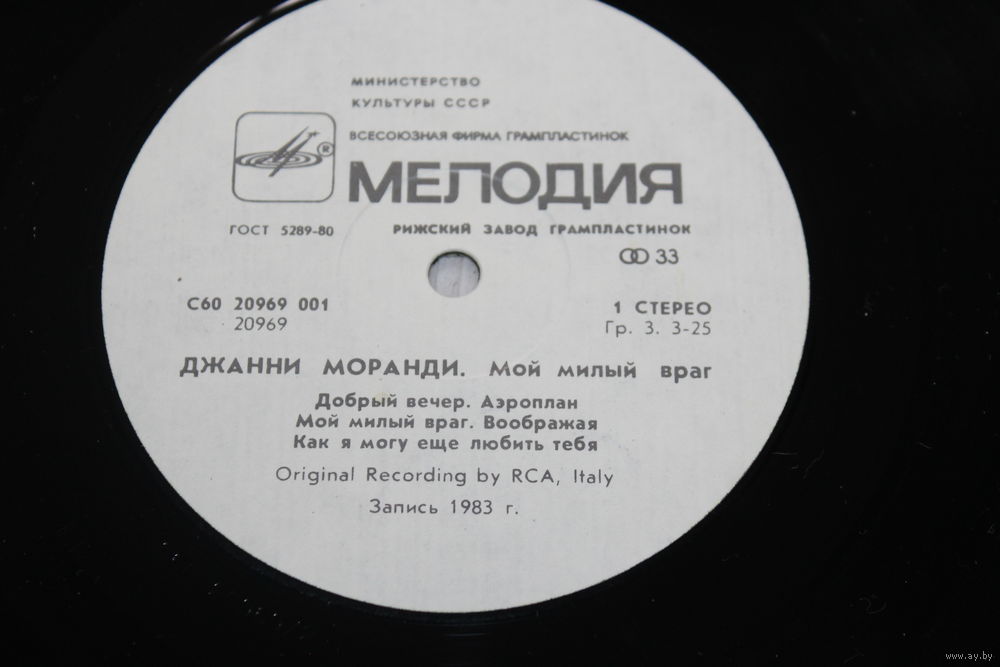 МИНИСТЕРСТВО
КУЛЬТУРЫ СССР
ВСЕСОЮЗНАЯ ФИРМА ГРАМПЛАСТИНОК
®
МЕЛОДИЯ
ГОСТ 5289-80
РИЖСКИЙ ЗАВОД ГРАМПЛАСТИНОК
33
С60 20969 001
1 СТЕРЕО
20969
Гр. 3. 3-25
ДЖАННИ МОРАНДИ. Мой милый враг
Добрый вечер. Аэроплан
Мой милый враг. Воображая
Как я могу еще любить тебя
Original Recording by RCA, Italy
Запись 1983 г.
www.ay.by